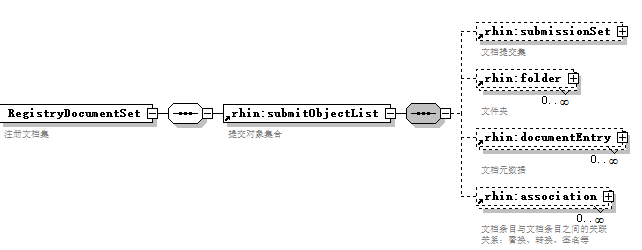 rhin:submissionSet
文档提交集
rhin:folder
0..∞
文件夹
RegistryDocumentSet
注册文档集
rhin:submitObjectList
提交对象集合
rhin:documentEntry
0..∞
文档元数据
rhin:association
0..∞
文档条目与文档条目之间的关联
关系：替换、转换、签名等